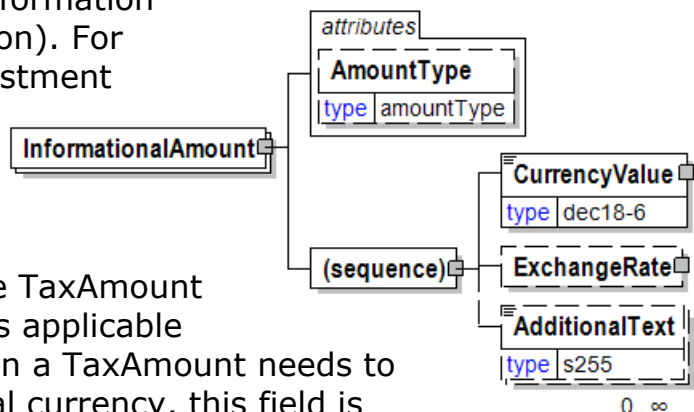 formation
on). For
stment
attributes
AmountType
type amountType
InformationalAmount
CurrencyValue
type dec18-6
(sequence)
ExchangeRate
AdditionalText
type s255
0 ∞
e TaxAmount
s applicable
n a TaxAmount needs to
al currency, this field is